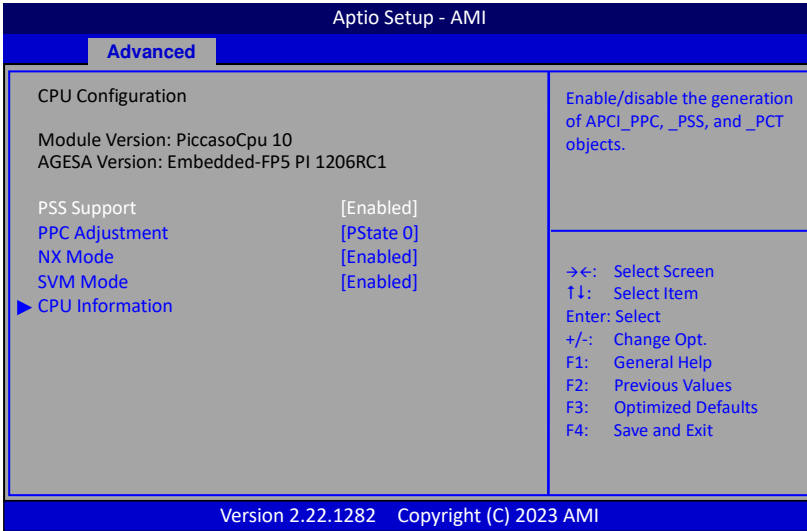 Aptio Setup - AMI
Advanced
CPU Configuration
Module Version: PiccasoCpu 10
AGESA Version: Embedded-FP5 PI 1206RC1
PSS Support [Enabled]
PPC Adjustment [PState 0]
NX Mode [Enabled]
SVM Mode [Enabled]
▶ CPU Information
Enable/disable the generation
of APCI_PPC, _PSS, and _PCT
objects.
→←: Select Screen
↑↓: Select Item
Enter: Select
+/-: Change Opt.
F1: General Help
F2: Previous Values
F3: Optimized Defaults
F4: Save and Exit
Version 2.22.1282 Copyright (C) 2023 AMI